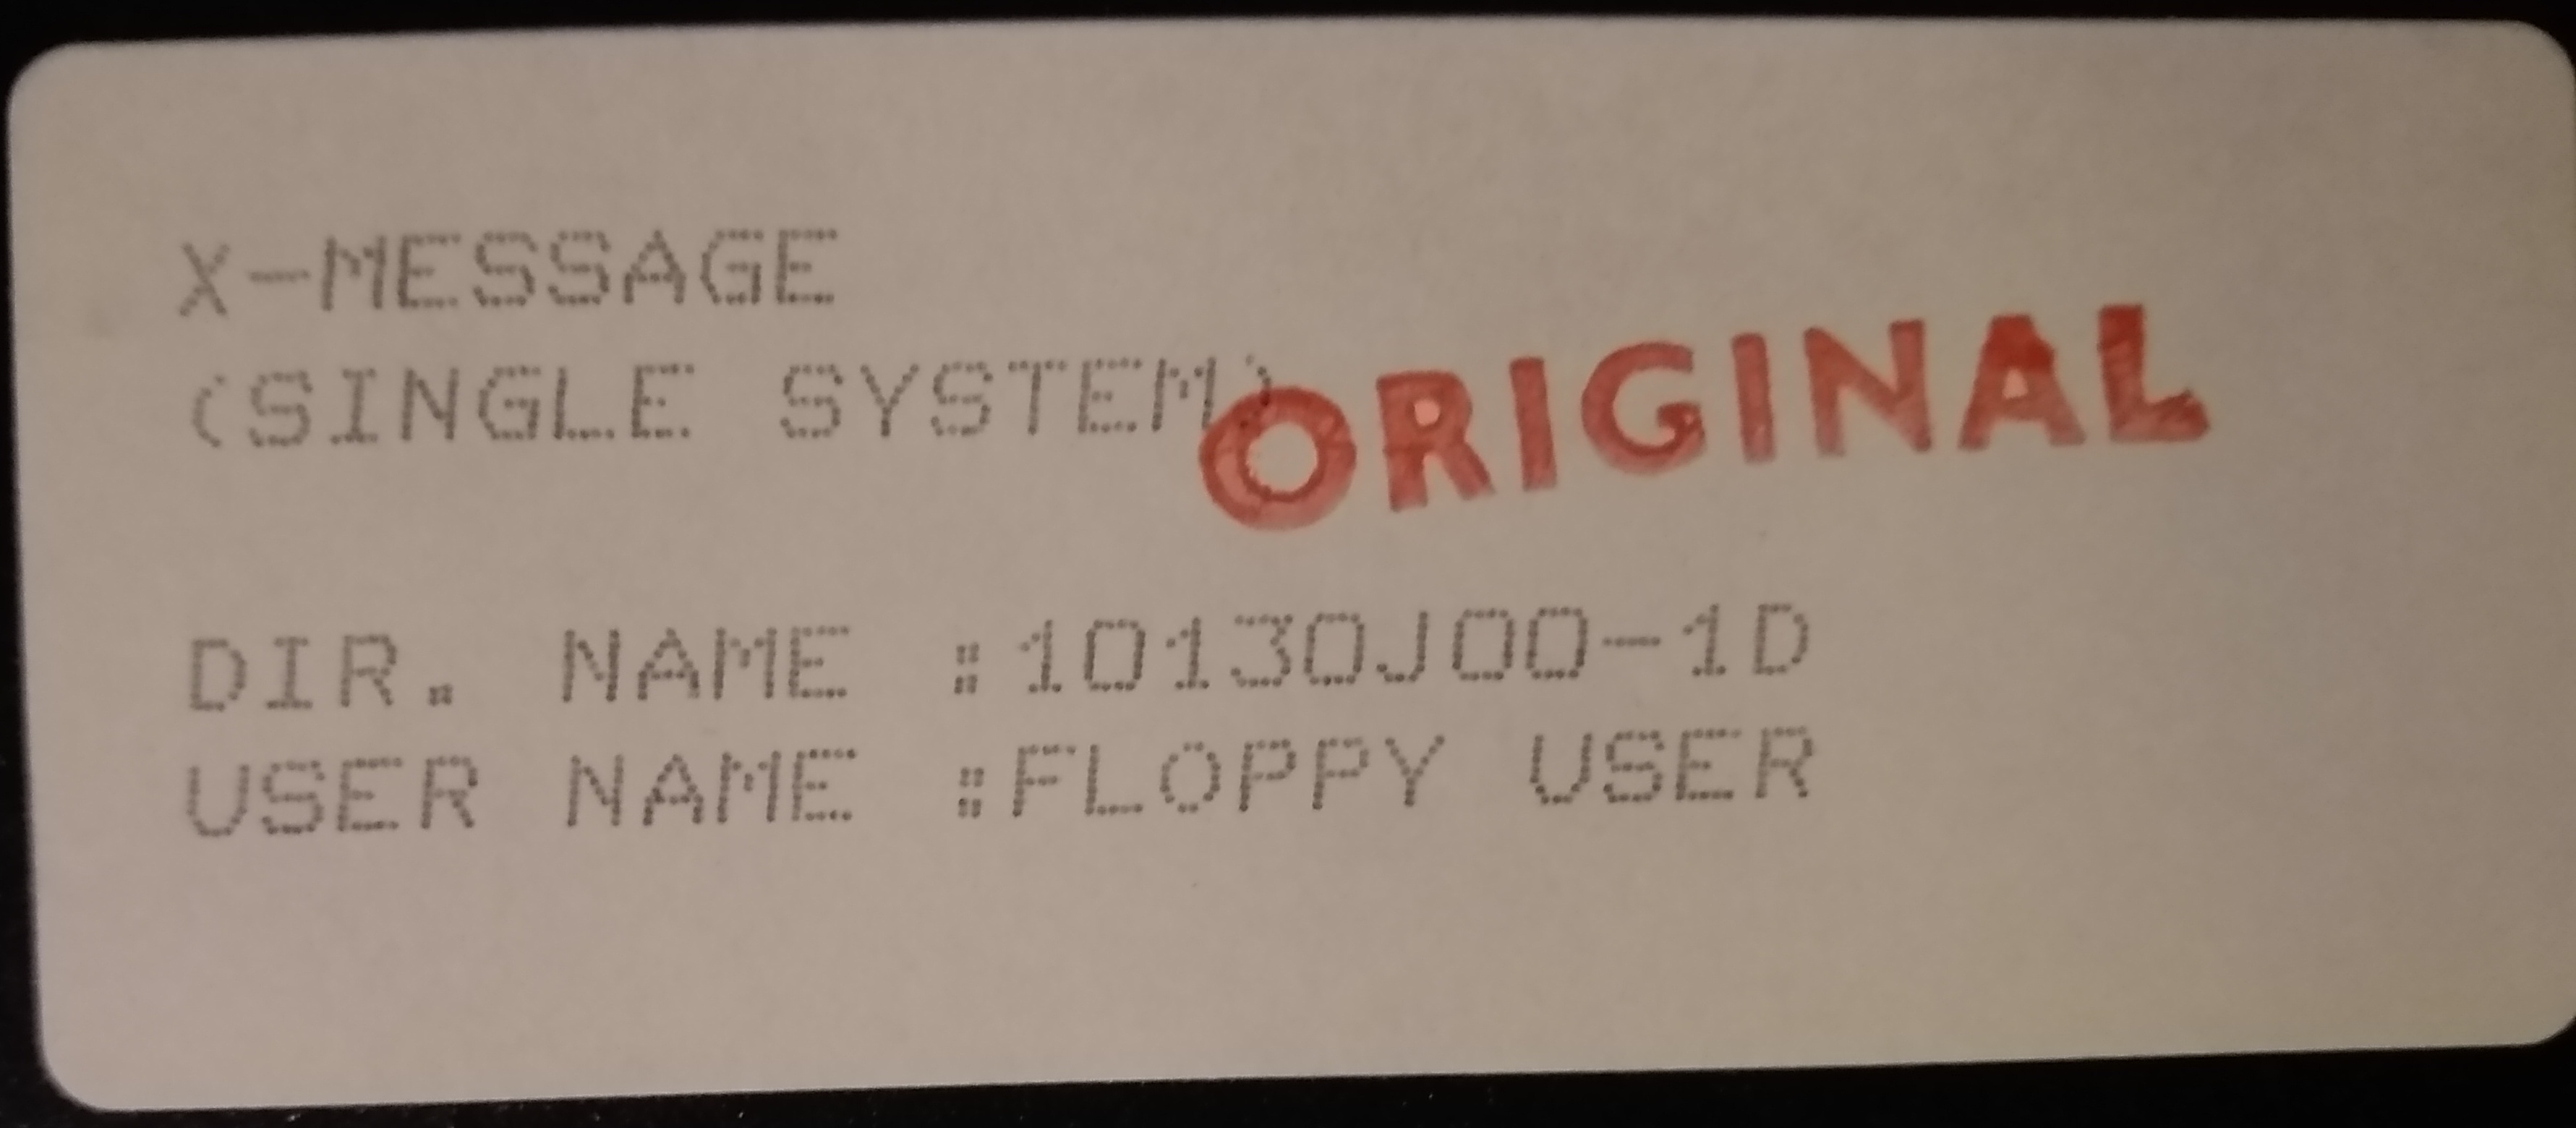 X-MESSAGE
(SINGLE SYSTEM)
ORIGINAL
DIR. NAME :10130J00-1D
USER NAME :FLOPPY USER